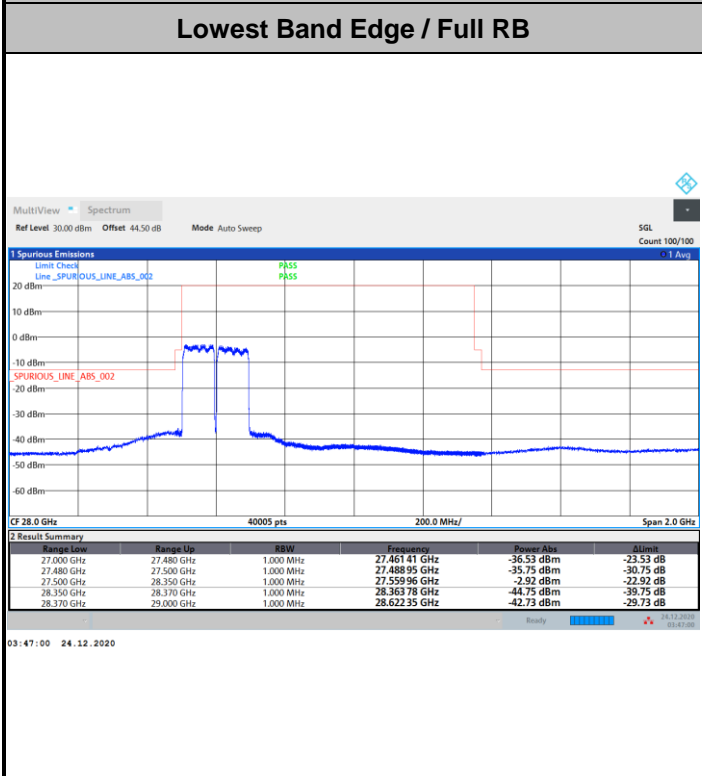 Lowest Band Edge / Full RB
MultiView Spectrum
Ref Level 30.00 dBm Offset 44.50 dB Mode Auto Sweep SGL
Count 100/100
1 Spurious Emissions 1 Avg
Limit Check PASS
Line _SPURIOUS_LINE_ABS_002 PASS
20 dBm
10 dBm
0 dBm
-10 dBm
_SPURIOUS_LINE_ABS_002
-20 dBm
-30 dBm
-40 dBm
-50 dBm
-60 dBm
CF 28.0 GHz 40005 pts 200.0 MHz/ Span 2.0 GHz
2 Result Summary
Range Low Range Up RBW Frequency Power Abs ΔLimit
27.000 GHz 27.480 GHz 1.000 MHz 27.461 41 GHz -36.53 dBm -23.53 dB
27.480 GHz 27.500 GHz 1.000 MHz 27.488 95 GHz -35.75 dBm -30.75 dB
27.500 GHz 28.350 GHz 1.000 MHz 27.559 96 GHz -2.92 dBm -22.92 dB
28.350 GHz 28.370 GHz 1.000 MHz 28.363 78 GHz -44.75 dBm -39.75 dB
28.370 GHz 29.000 GHz 1.000 MHz 28.622 35 GHz -42.73 dBm -29.73 dB
Ready 24.12.2020
03:47:00
03:47:00 24.12.2020